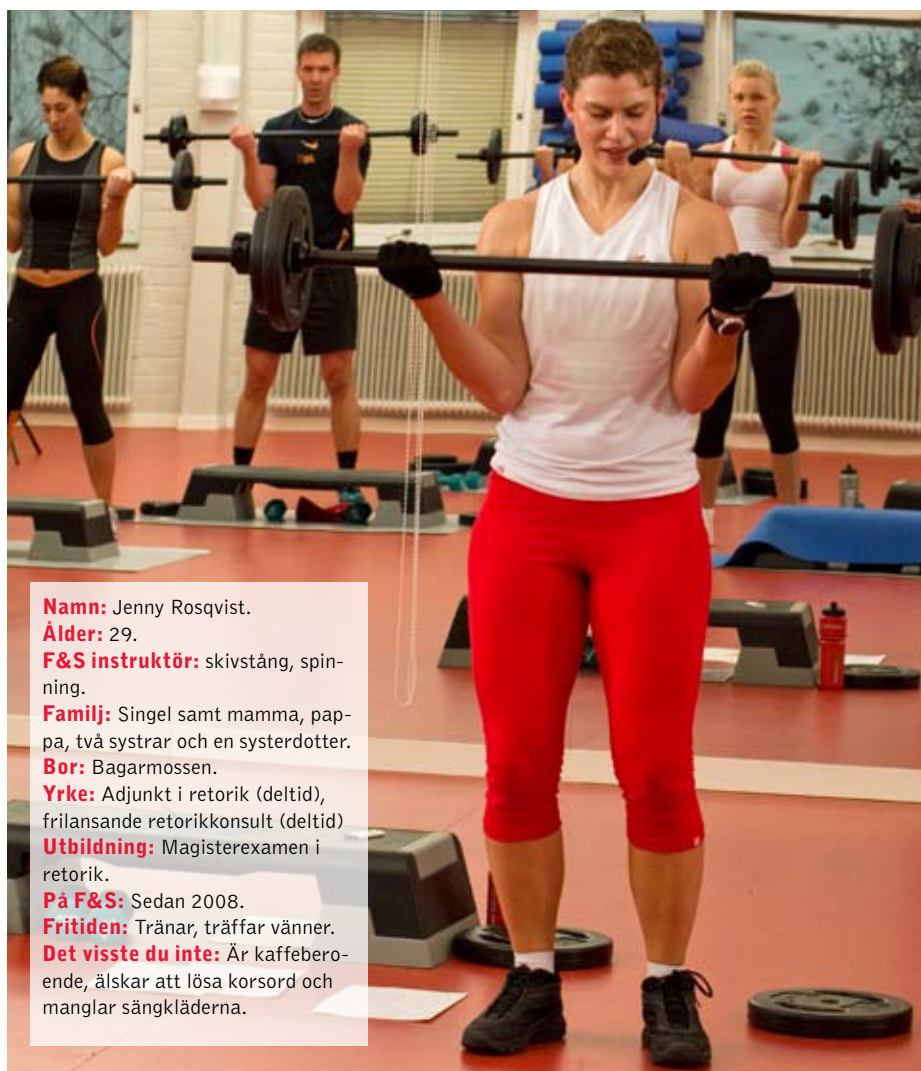 Namn: Jenny Rosqvist.
Ålder: 29.
F&S instruktör: skivstång, spin-
ning.
Familj: Singel samt mamma, pap-
pa, två systrar och en systerdotter.
Bor: Bagarmossen.
Yrke: Adjunkt i retorik (deltid),
frilansande retorikkonsult (deltid)
Utbildning: Magisterexamen i
retorik.
På F&S: Sedan 2008.
Fritiden: Tränar, träffar vänner.
Det visste du inte: Är kaffebero-
ende, älskar att lösa korsord och
manglar sängkläderna.